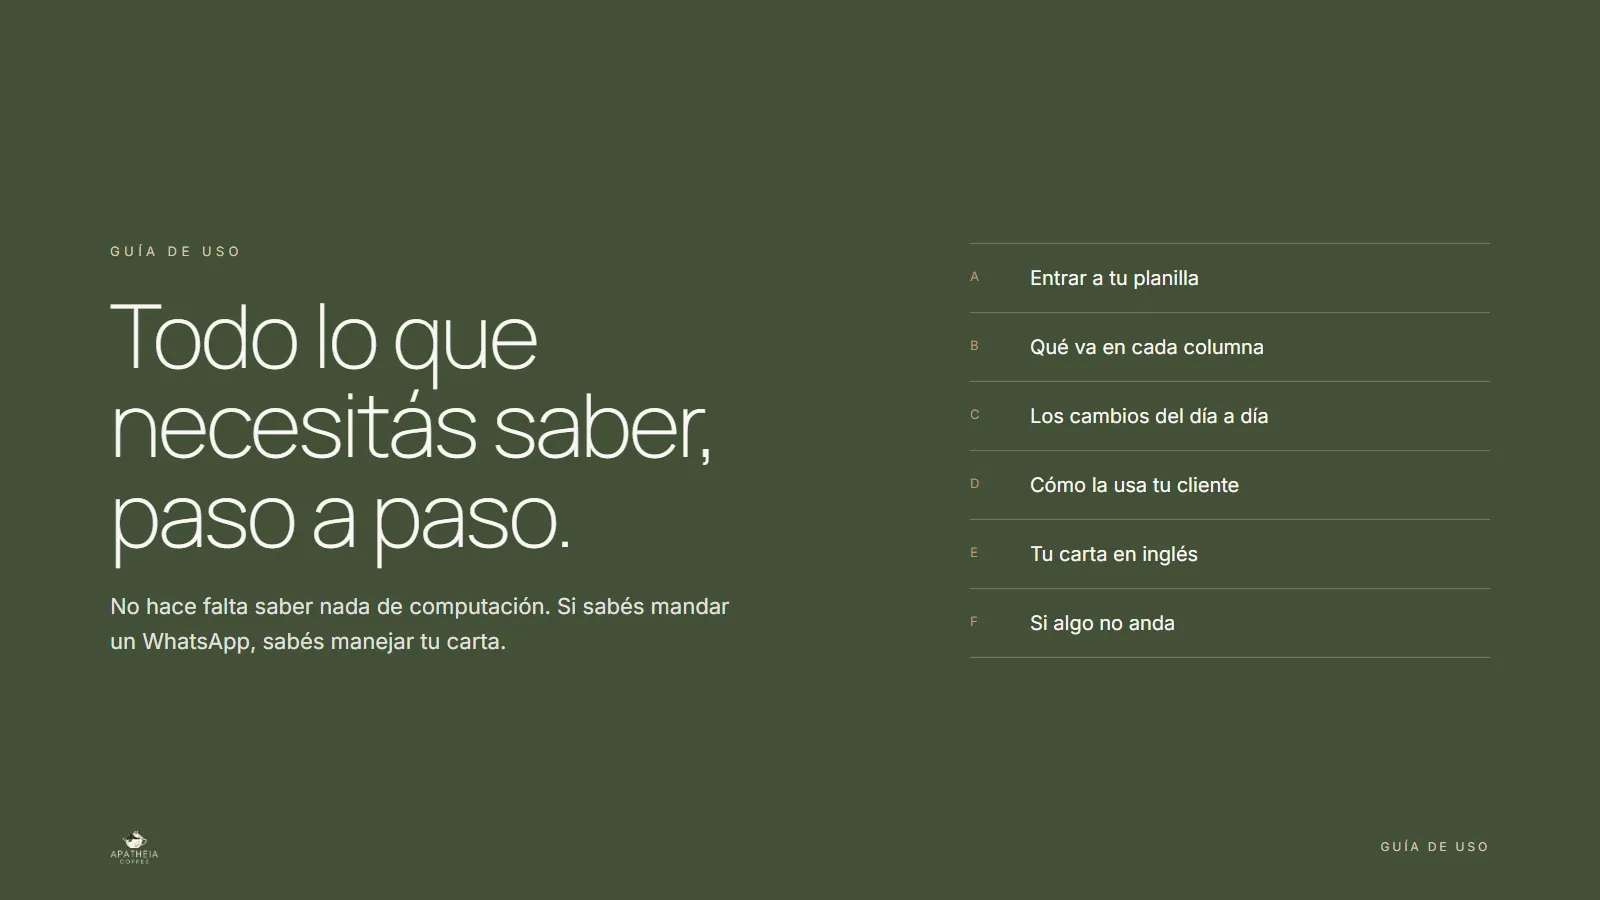 GUÍA DE USO
Todo lo que
necesitás saber,
paso a paso.
No hace falta saber nada de computación. Si sabés mandar
un WhatsApp, sabés manejar tu carta.
A Entrar a tu planilla
B Qué va en cada columna
C Los cambios del día a día
D Cómo la usa tu cliente
E Tu carta en inglés
F Si algo no anda
APATHEIA
COFFEE
GUÍA DE USO